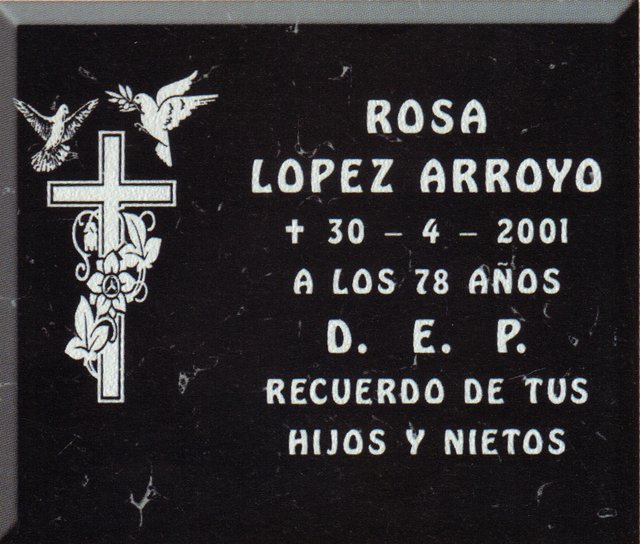 ROSA
LOPEZ ARROYO
✝ 30 – 4 – 2001
A LOS 78 AÑOS
D. E. P.
RECUERDO DE TUS
HIJOS Y NIETOS